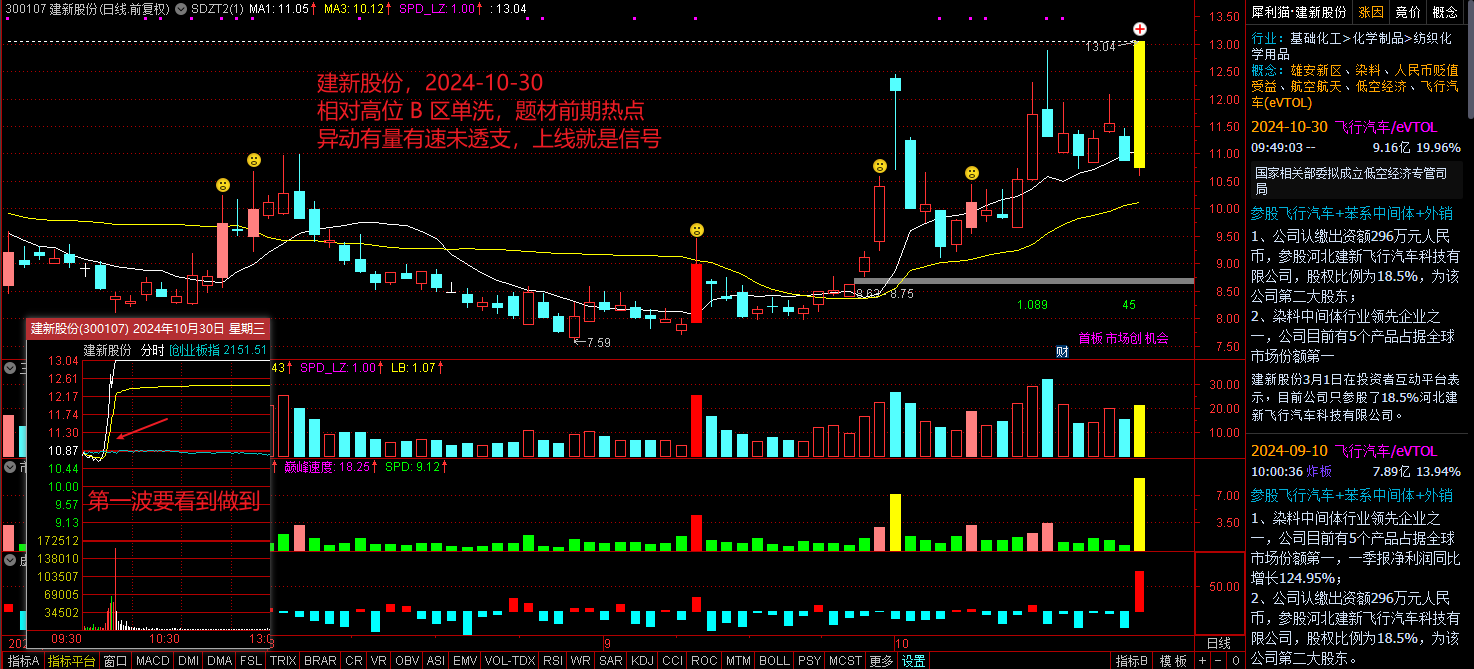 300107 建新股份(日线.前复权) SDZT2(1) MA1: 11.05↑ MA3: 10.12↑ SPD_LZ: 1.00↑ : 13.04
13.04
建新股份，2024-10-30
相对高位 B 区单洗，题材前期热点
异动有量有速未透支，上线就是信号
8.63 8.75
1.089 45
←7.59
首板 市场创 机会
财
13.50
13.00
12.50
12.00
11.50
11.00
10.50
10.00
9.50
9.00
8.50
8.00
7.50
43↑ SPD_LZ: 1.00↑ LB: 1.07↑
30.00
20.00
10.00
巅峰速度: 18.25↑ SPD: 9.12↑
7.00
3.50
50.00
建新股份(300107) 2024年10月30日 星期三
建新股份 分时 创业板指 2151.51
13.04
12.61
12.17
11.74
11.30
10.87
10.44
10.00
9.57
9.13
第一波要看到做到
172512
138010
103507
69005
34502
09:30 10:30 13:0
9 10 日线
指标A 指标平台 窗口 MACD DMI DMA FSL TRIX BRAR CR VR OBV ASI EMV VOL-TDX RSI WR SAR KDJ CCI ROC MTM BOLL PSY MCST 更多 设置 指标B 模板 + - 0
犀利猫·建新股份 涨因 竞价 概念
行业：基础化工>化学制品>纺织化
学用品
概念：雄安新区、染料、人民币贬值
受益、航空航天、低空经济、飞行汽
车(eVTOL)
2024-10-30 飞行汽车/eVTOL
09:49:03 -- 9.16亿 19.96%
国家相关部委拟成立低空经济专管司
局
参股飞行汽车+苯系中间体+外销
1、公司认缴出资额296万元人民
币，参股河北建新飞行汽车科技有
限公司，股权比例为18.5%，为该
公司第二大股东；
2、染料中间体行业领先企业之
一，公司目前有5个产品占据全球
市场份额第一
建新股份3月1日在投资者互动平台表
示，目前公司只参股了18.5%河北建
新飞行汽车科技有限公司。
2024-09-10 飞行汽车/eVTOL
10:00:36 炸板 7.89亿 13.94%
参股飞行汽车+苯系中间体+外销
1、染料中间体行业领先企业之
一，公司目前有5个产品占据全球
市场份额第一，一季报净利润同比
增长124.95%；
2、公司认缴出资额296万元人民
币，参股河北建新飞行汽车科技有
限公司，股权比例为18.5%，为该
公司第二大股东。